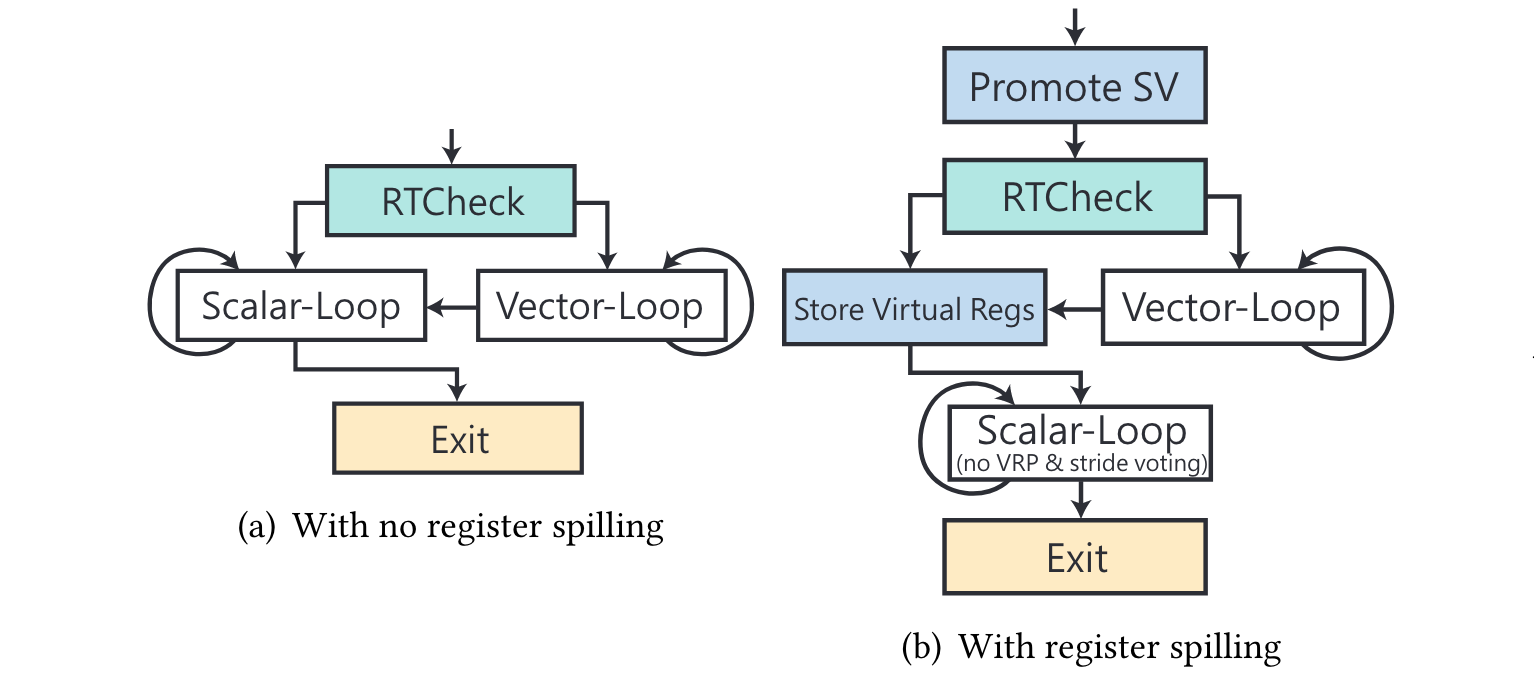 RTCheck
Scalar-Loop
Vector-Loop
Exit
(a) With no register spilling
Promote SV
RTCheck
Store Virtual Regs
Vector-Loop
Scalar-Loop
(no VRP & stride voting)
Exit
(b) With register spilling